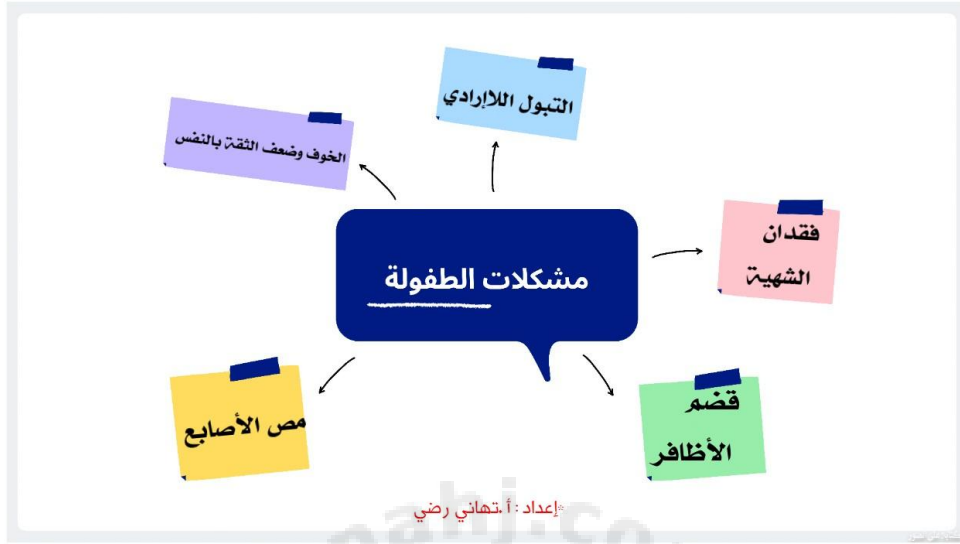 التبول اللاإرادي
الخوف وضعف الثقة بالنفس
فقدان
الشهية
مشكلات الطفولة
قضم
الأظافر
مص الأصابع
*إعداد : أ.تهاني رضي